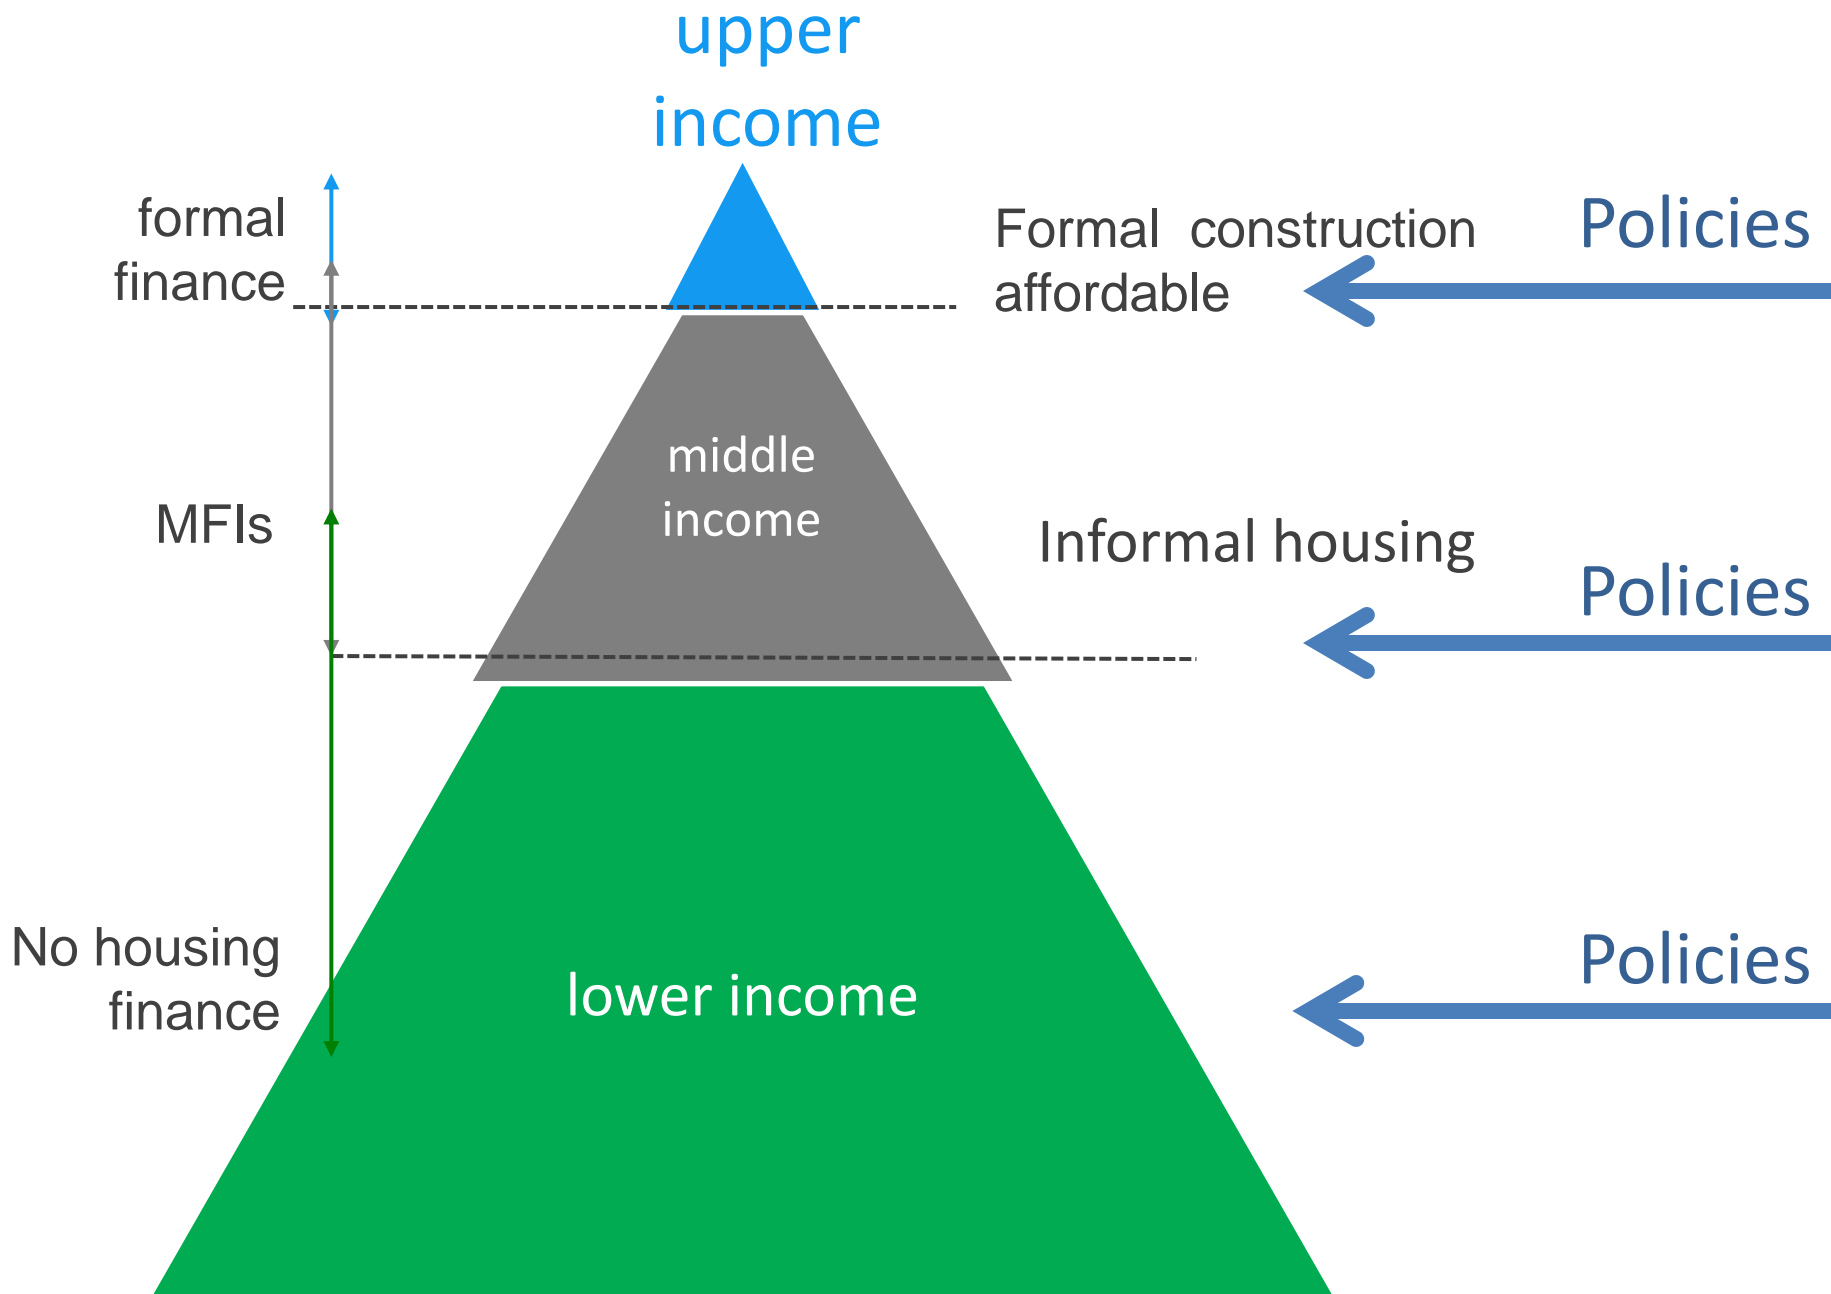 upper
income
formal
finance
Formal construction
affordable
Policies
middle
income
MFIs
Informal housing
Policies
No housing
finance
lower income
Policies